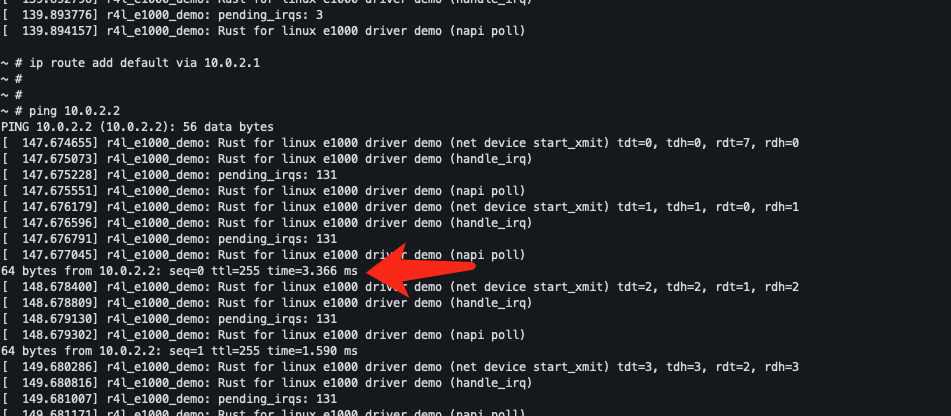 [  139.892790] r4l_e1000_demo: Rust for linux e1000 driver demo (handle_irq)
[  139.893776] r4l_e1000_demo: pending_irqs: 3
[  139.894157] r4l_e1000_demo: Rust for linux e1000 driver demo (napi poll)
~ # ip route add default via 10.0.2.1
~ #
~ #
~ # ping 10.0.2.2
PING 10.0.2.2 (10.0.2.2): 56 data bytes
[  147.674655] r4l_e1000_demo: Rust for linux e1000 driver demo (net device start_xmit) tdt=0, tdh=0, rdt=7, rdh=0
[  147.675073] r4l_e1000_demo: Rust for linux e1000 driver demo (handle_irq)
[  147.675228] r4l_e1000_demo: pending_irqs: 131
[  147.675551] r4l_e1000_demo: Rust for linux e1000 driver demo (napi poll)
[  147.676179] r4l_e1000_demo: Rust for linux e1000 driver demo (net device start_xmit) tdt=1, tdh=1, rdt=0, rdh=1
[  147.676596] r4l_e1000_demo: Rust for linux e1000 driver demo (handle_irq)
[  147.676791] r4l_e1000_demo: pending_irqs: 131
[  147.677045] r4l_e1000_demo: Rust for linux e1000 driver demo (napi poll)
64 bytes from 10.0.2.2: seq=0 ttl=255 time=3.366 ms
[  148.678400] r4l_e1000_demo: Rust for linux e1000 driver demo (net device start_xmit) tdt=2, tdh=2, rdt=1, rdh=2
[  148.678809] r4l_e1000_demo: Rust for linux e1000 driver demo (handle_irq)
[  148.679130] r4l_e1000_demo: pending_irqs: 131
[  148.679302] r4l_e1000_demo: Rust for linux e1000 driver demo (napi poll)
64 bytes from 10.0.2.2: seq=1 ttl=255 time=1.590 ms
[  149.680286] r4l_e1000_demo: Rust for linux e1000 driver demo (net device start_xmit) tdt=3, tdh=3, rdt=2, rdh=3
[  149.680816] r4l_e1000_demo: Rust for linux e1000 driver demo (handle_irq)
[  149.681007] r4l_e1000_demo: pending_irqs: 131
[  149.681171] r4l_e1000_demo: Rust for linux e1000 driver demo (napi poll)